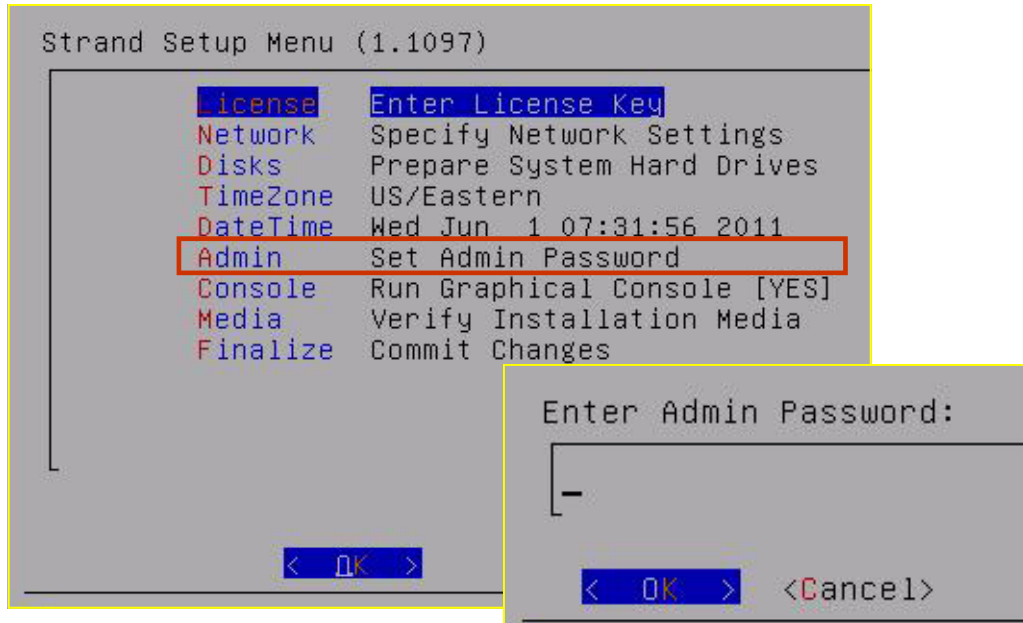 Strand Setup Menu (1.1097)
License Enter License Key
Network Specify Network Settings
Disks Prepare System Hard Drives
TimeZone US/Eastern
DateTime Wed Jun  1 07:31:56 2011
Admin Set Admin Password
Console Run Graphical Console [YES]
Media Verify Installation Media
Finalize Commit Changes
< OK >
Enter Admin Password:
_
< OK > <Cancel>